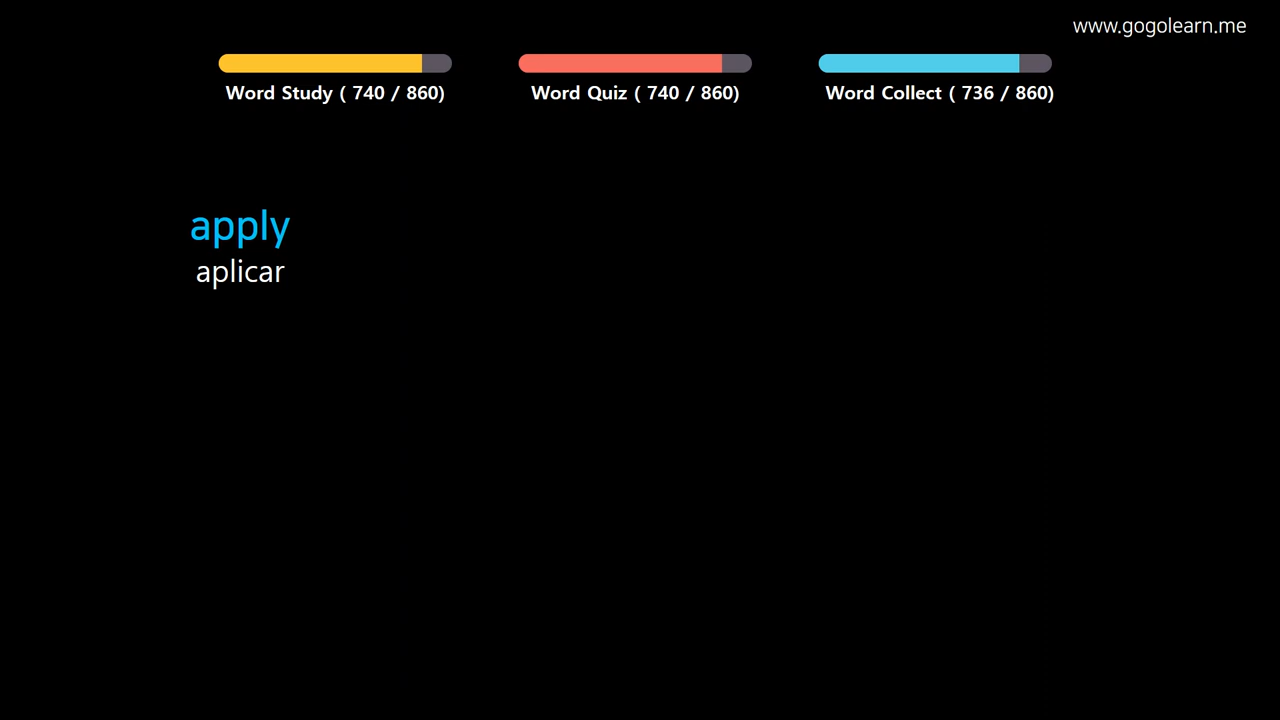 www.gogolearn.me
Word Study ( 740 / 860)
Word Quiz ( 740 / 860)
Word Collect ( 736 / 860)
apply
aplicar